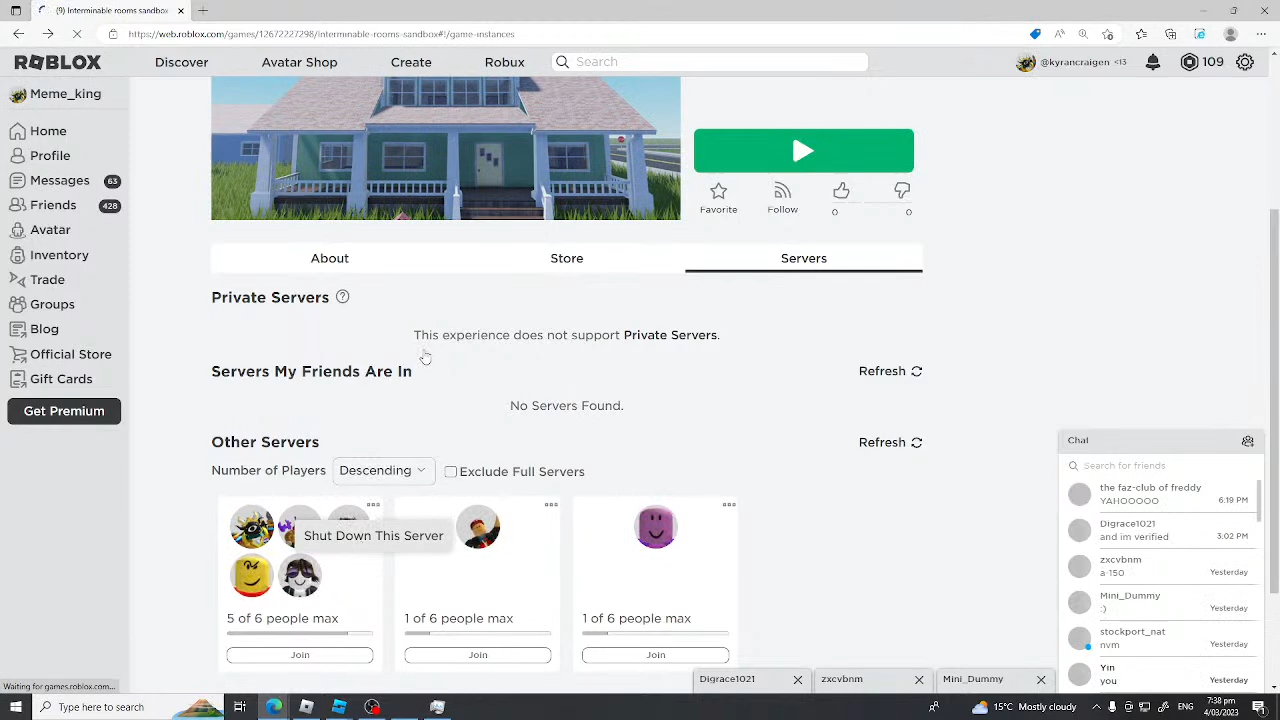 (9) Interminable rooms sandbox
https://web.roblox.com/games/12672227298/Interminable-rooms-sandbox#!/game-instances
ROBLOX
Discover
Avatar Shop
Create
Robux
Search
@kyrancraigen <13
109
Meme_king
Home
Profile
Messages 63
Friends 428
Avatar
Inventory
Trade
Groups
Blog
Official Store
Gift Cards
Get Premium
Favorite
Follow
0
0
About
Store
Servers
Private Servers
This experience does not support Private Servers.
Servers My Friends Are In
Refresh
No Servers Found.
Other Servers
Refresh
Number of Players
Descending
Exclude Full Servers
Shut Down This Server
5 of 6 people max
Join
1 of 6 people max
Join
1 of 6 people max
Join
Chat
Search for friends
the faz-club of freddy
YAHOOOOO
6.19 PM
Digrace1021
and im verified
3:02 PM
zxcvbnm
a-150
Yesterday
Mini_Dummy
:)
Yesterday
stockport_nat
nvm
Yesterday
Yin
you
Yesterday
Digrace1021
zxcvbnm
Mini_Dummy
Waiting for games.roblox.com...
Type here to search
15°C Mostly cloudy
ENG
7:38 pm
4/03/2023